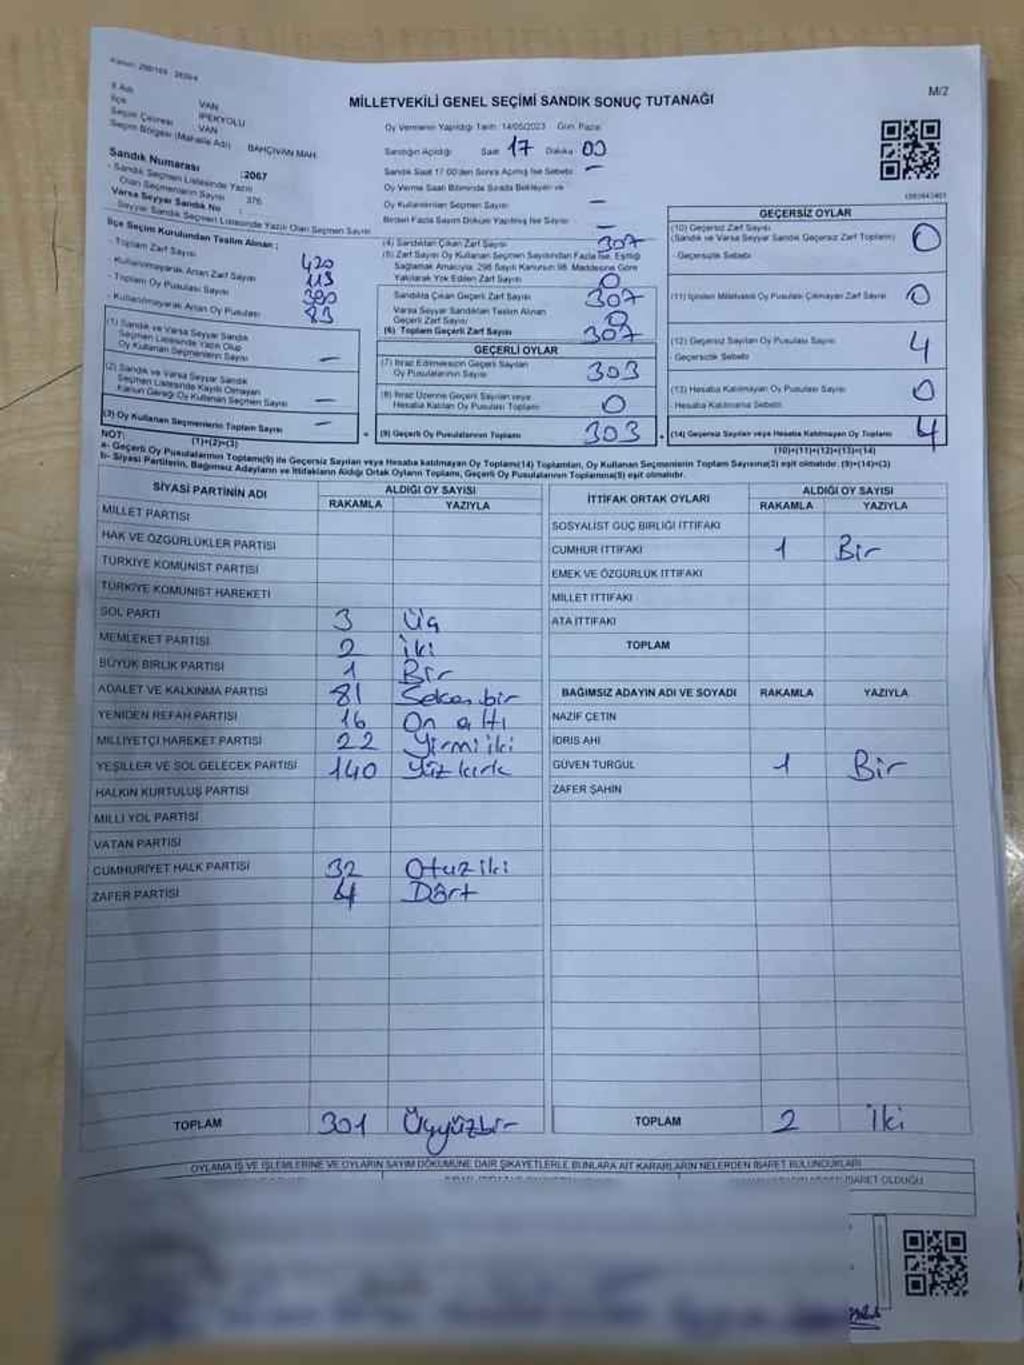 MİLLETVEKİLİ GENEL SEÇİMİ SANDIK SONUÇ TUTANAĞI
M/2
İl Adı VAN
İlçe İPEKYOLU
Seçim Çevresi VAN
Seçim Bölgesi (Mahalle Adı) BAHÇIVAN MAH.
Sandık Numarası :2067
- Sandık Seçmen Listesinde Yazılı
Olan Seçmenlerin Sayısı 376
Varsa Seyyar Sandık No :
Seyyar Sandık Seçmen Listesinde Yazılı Olan Seçmen Sayısı
Oy Vermenin Yapıldığı Tarih: 14/05/2023 Gün: Pazar
Sandığın Açıldığı Saat 17 Dakika 00
Sandık Saat 17:00'den Sonra Açılmış İse Sebebi: —
Oy Verme Saati Bitiminde Sırada Bekleyen ve
Oy Kullandırılan Seçmen Sayısı —
Birden Fazla Sayım Döküm Yapılmış İse Sayısı —
İlçe Seçim Kurulundan Teslim Alınan ;
- Toplam Zarf Sayısı 420
- Kullanılmayarak Artan Zarf Sayısı 113
- Toplam Oy Pusulası Sayısı 390
- Kullanılmayarak Artan Oy Pusulası 83
(1) Sandık ve Varsa Seyyar Sandık
Seçmen Listesinde Yazılı Olup
Oy Kullanan Seçmenlerin Sayısı —
(2) Sandık ve Varsa Seyyar Sandık
Seçmen Listesinde Kayıtlı Olmayan
Kanun Gereği Oy Kullanan Seçmen Sayısı —
(3) Oy Kullanan Seçmenlerin Toplam Sayısı —
(1)+(2)=(3)
(4) Sandıktan Çıkan Zarf Sayısı 307
(5) Zarf Sayısı Oy Kullanan Seçmen Sayısından Fazla İse, Eşitliği
Sağlamak Amacıyla, 298 Sayılı Kanunun 98. Maddesine Göre
Yakılarak Yok Edilen Zarf Sayısı 0
Sandıkta Çıkan Geçerli Zarf Sayısı 307
Varsa Seyyar Sandıktan Teslim Alınan
Geçerli Zarf Sayısı 0
(6) Toplam Geçerli Zarf Sayısı 307
GEÇERLİ OYLAR
(7) İtiraz Edilmeksizin Geçerli Sayılan
Oy Pusulalarının Sayısı 303
(8) İtiraz Üzerine Geçerli Sayılan veya
Hesaba Katılan Oy Pusulası Toplamı 0
(9) Geçerli Oy Pusulalarının Toplamı 303
GEÇERSİZ OYLAR
(10) Geçersiz Zarf Sayısı
(Sandık ve Varsa Seyyar Sandık Geçersiz Zarf Toplamı) 0
- Geçersizlik Sebebi:
(11) İçinden Milletvekili Oy Pusulası Çıkmayan Zarf Sayısı 0
(12) Geçersiz Sayılan Oy Pusulası Sayısı 4
Geçersizlik Sebebi:
(13) Hesaba Katılmayan Oy Pusulası Sayısı 0
- Hesaba Katılmama Sebebi:
(14) Geçersiz Sayılan veya Hesaba Katılmayan Oy Toplamı 4
(10)+(11)+(12)+(13)=(14)
NOT:
a- Geçerli Oy Pusulalarının Toplamı(9) ile Geçersiz Sayılan veya Hesaba katılmayan Oy Toplamı(14) Toplamları, Oy Kullanan Seçmenlerin Toplam Sayısına(3) eşit olmalıdır. (9)+(14)=(3)
b- Siyasi Partilerin, Bağımsız Adayların ve İttifakların Aldığı Ortak Oyların Toplamı, Geçerli Oy Pusulalarının Toplamına(9) eşit olmalıdır.
SİYASİ PARTİNİN ADI ALDIĞI OY SAYISI
RAKAMLA YAZIYLA
MİLLET PARTİSİ
HAK VE ÖZGÜRLÜKLER PARTİSİ
TÜRKİYE KOMÜNİST PARTİSİ
TÜRKİYE KOMÜNİST HAREKETİ
SOL PARTİ 3 Üç
MEMLEKET PARTİSİ 2 İki
BÜYÜK BİRLİK PARTİSİ 1 Bir
ADALET VE KALKINMA PARTİSİ 81 Seksenbir
YENİDEN REFAH PARTİSİ 16 On altı
MİLLİYETÇİ HAREKET PARTİSİ 22 Yirmi iki
YEŞİLLER VE SOL GELECEK PARTİSİ 140 Yüz kırk
HALKIN KURTULUŞ PARTİSİ
MİLLİ YOL PARTİSİ
VATAN PARTİSİ
CUMHURİYET HALK PARTİSİ 32 Otuz iki
ZAFER PARTİSİ 4 Dört
TOPLAM 301 Üçyüzbir
İTTİFAK ORTAK OYLARI ALDIĞI OY SAYISI
RAKAMLA YAZIYLA
SOSYALİST GÜÇ BİRLİĞİ İTTİFAKI
CUMHUR İTTİFAKI 1 Bir
EMEK VE ÖZGÜRLÜK İTTİFAKI
MİLLET İTTİFAKI
ATA İTTİFAKI
TOPLAM
BAĞIMSIZ ADAYIN ADI VE SOYADI RAKAMLA YAZIYLA
NAZİF ÇETİN
İDRİS AHİ
GÜVEN TURGUL 1 Bir
ZAFER ŞAHİN
TOPLAM 2 İki
OYLAMA İŞ VE İŞLEMLERİNE VE OYLARIN SAYIM DÖKÜMÜNE DAİR ŞİKAYETLERLE BUNLARA AİT KARARLARIN NELERDEN İBARET BULUNDUKLARI